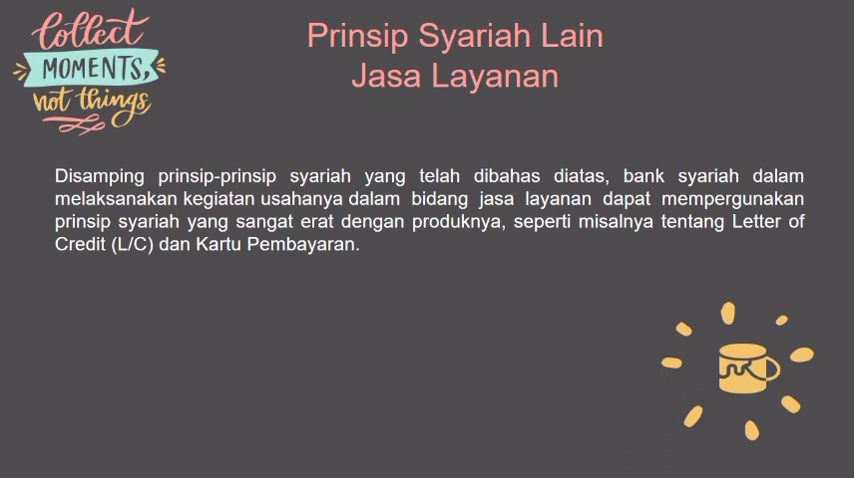 Collect
MOMENTS,
not things
Prinsip Syariah Lain
Jasa Layanan
Disamping prinsip-prinsip syariah yang telah dibahas diatas, bank syariah dalam
melaksanakan kegiatan usahanya dalam bidang jasa layanan dapat mempergunakan
prinsip syariah yang sangat erat dengan produknya, seperti misalnya tentang Letter of
Credit (L/C) dan Kartu Pembayaran.